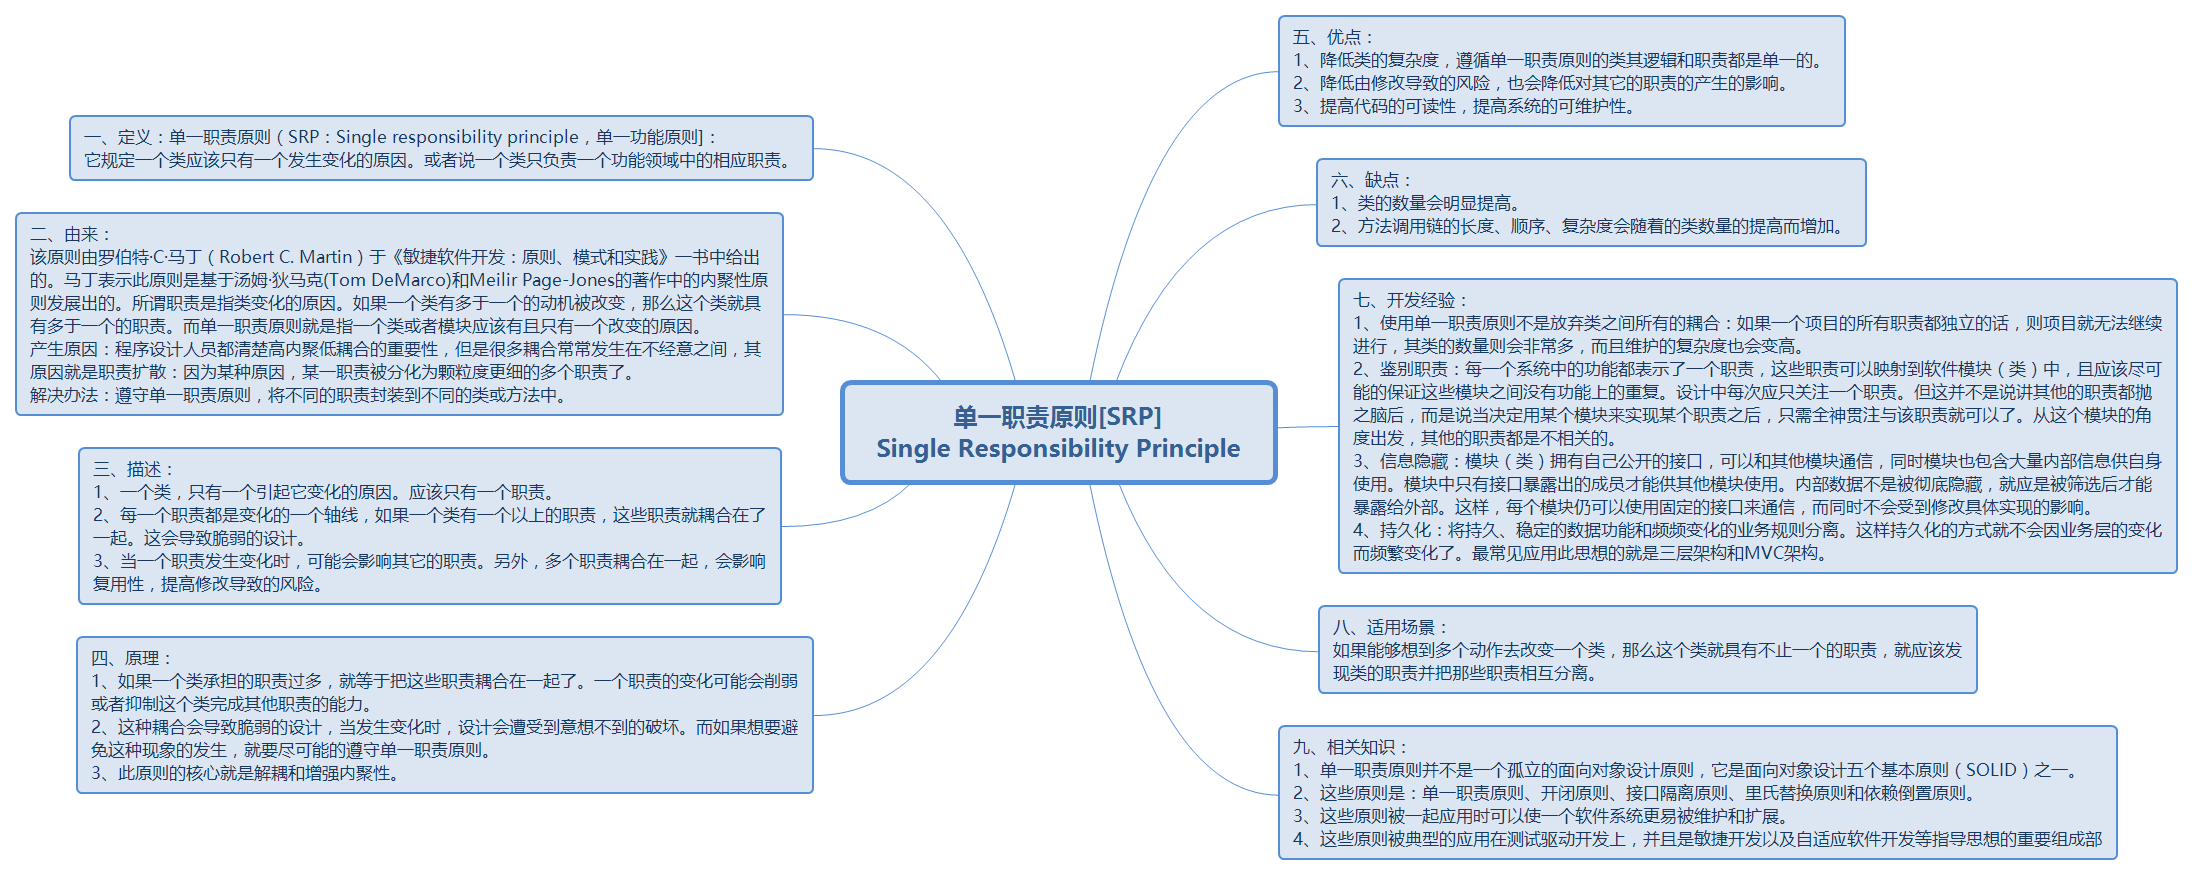 单一职责原则[SRP]
Single Responsibility Principle
一、定义：单一职责原则（SRP：Single responsibility principle，单一功能原则]：
它规定一个类应该只有一个发生变化的原因。或者说一个类只负责一个功能领域中的相应职责。
二、由来：
该原则由罗伯特·C·马丁（Robert C. Martin）于《敏捷软件开发：原则、模式和实践》一书中给出
的。马丁表示此原则是基于汤姆·狄马克(Tom DeMarco)和Meilir Page-Jones的著作中的内聚性原
则发展出的。所谓职责是指类变化的原因。如果一个类有多于一个的动机被改变，那么这个类就具
有多于一个的职责。而单一职责原则就是指一个类或者模块应该有且只有一个改变的原因。
产生原因：程序设计人员都清楚高内聚低耦合的重要性，但是很多耦合常常发生在不经意之间，其
原因就是职责扩散：因为某种原因，某一职责被分化为颗粒度更细的多个职责了。
解决办法：遵守单一职责原则，将不同的职责封装到不同的类或方法中。
三、描述：
1、一个类，只有一个引起它变化的原因。应该只有一个职责。
2、每一个职责都是变化的一个轴线，如果一个类有一个以上的职责，这些职责就耦合在了
一起。这会导致脆弱的设计。
3、当一个职责发生变化时，可能会影响其它的职责。另外，多个职责耦合在一起，会影响
复用性，提高修改导致的风险。
四、原理：
1、如果一个类承担的职责过多，就等于把这些职责耦合在一起了。一个职责的变化可能会削弱
或者抑制这个类完成其他职责的能力。
2、这种耦合会导致脆弱的设计，当发生变化时，设计会遭受到意想不到的破坏。而如果想要避
免这种现象的发生，就要尽可能的遵守单一职责原则。
3、此原则的核心就是解耦和增强内聚性。
五、优点：
1、降低类的复杂度，遵循单一职责原则的类其逻辑和职责都是单一的。
2、降低由修改导致的风险，也会降低对其它的职责的产生的影响。
3、提高代码的可读性，提高系统的可维护性。
六、缺点：
1、类的数量会明显提高。
2、方法调用链的长度、顺序、复杂度会随着的类数量的提高而增加。
七、开发经验：
1、使用单一职责原则不是放弃类之间所有的耦合：如果一个项目的所有职责都独立的话，则项目就无法继续
进行，其类的数量则会非常多，而且维护的复杂度也会变高。
2、鉴别职责：每一个系统中的功能都表示了一个职责，这些职责可以映射到软件模块（类）中，且应该尽可
能的保证这些模块之间没有功能上的重复。设计中每次应只关注一个职责。但这并不是说讲其他的职责都抛
之脑后，而是说当决定用某个模块来实现某个职责之后，只需全神贯注与该职责就可以了。从这个模块的角
度出发，其他的职责都是不相关的。
3、信息隐藏：模块（类）拥有自己公开的接口，可以和其他模块通信，同时模块也包含大量内部信息供自身
使用。模块中只有接口暴露出的成员才能供其他模块使用。内部数据不是被彻底隐藏，就应是被筛选后才能
暴露给外部。这样，每个模块仍可以使用固定的接口来通信，而同时不会受到修改具体实现的影响。
4、持久化：将持久、稳定的数据功能和频频变化的业务规则分离。这样持久化的方式就不会因业务层的变化
而频繁变化了。最常见应用此思想的就是三层架构和MVC架构。
八、适用场景：
如果能够想到多个动作去改变一个类，那么这个类就具有不止一个的职责，就应该发
现类的职责并把那些职责相互分离。
九、相关知识：
1、单一职责原则并不是一个孤立的面向对象设计原则，它是面向对象设计五个基本原则（SOLID）之一。
2、这些原则是：单一职责原则、开闭原则、接口隔离原则、里氏替换原则和依赖倒置原则。
3、这些原则被一起应用时可以使一个软件系统更易被维护和扩展。
4、这些原则被典型的应用在测试驱动开发上，并且是敏捷开发以及自适应软件开发等指导思想的重要组成部